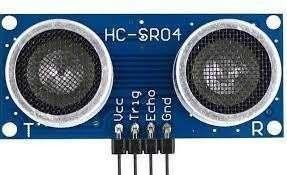 HC-SR04
Vcc
Trig
Echo
Gnd
T
R